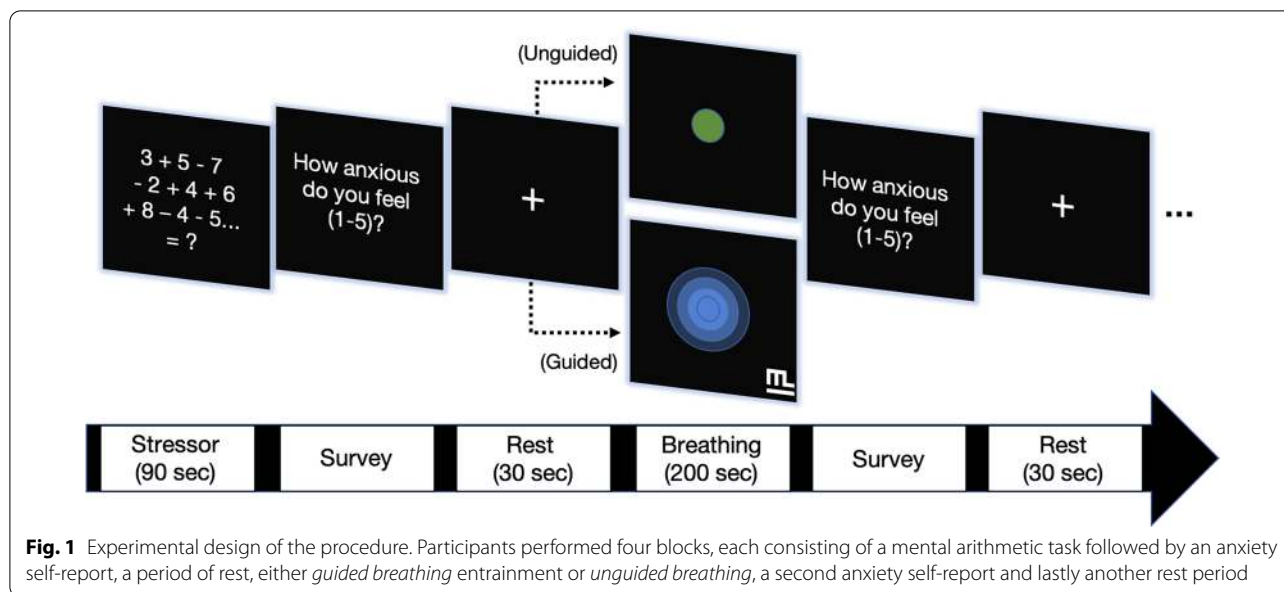 (Unguided)
3 + 5 - 7
- 2 + 4 + 6
+ 8 – 4 - 5...
= ?
How anxious
do you feel
(1-5)?
+
How anxious
do you feel
(1-5)?
+
...
(Guided)
Stressor
(90 sec)
Survey
Rest
(30 sec)
Breathing
(200 sec)
Survey
Rest
(30 sec)
Fig. 1 Experimental design of the procedure. Participants performed four blocks, each consisting of a mental arithmetic task followed by an anxiety
self-report, a period of rest, either guided breathing entrainment or unguided breathing, a second anxiety self-report and lastly another rest period